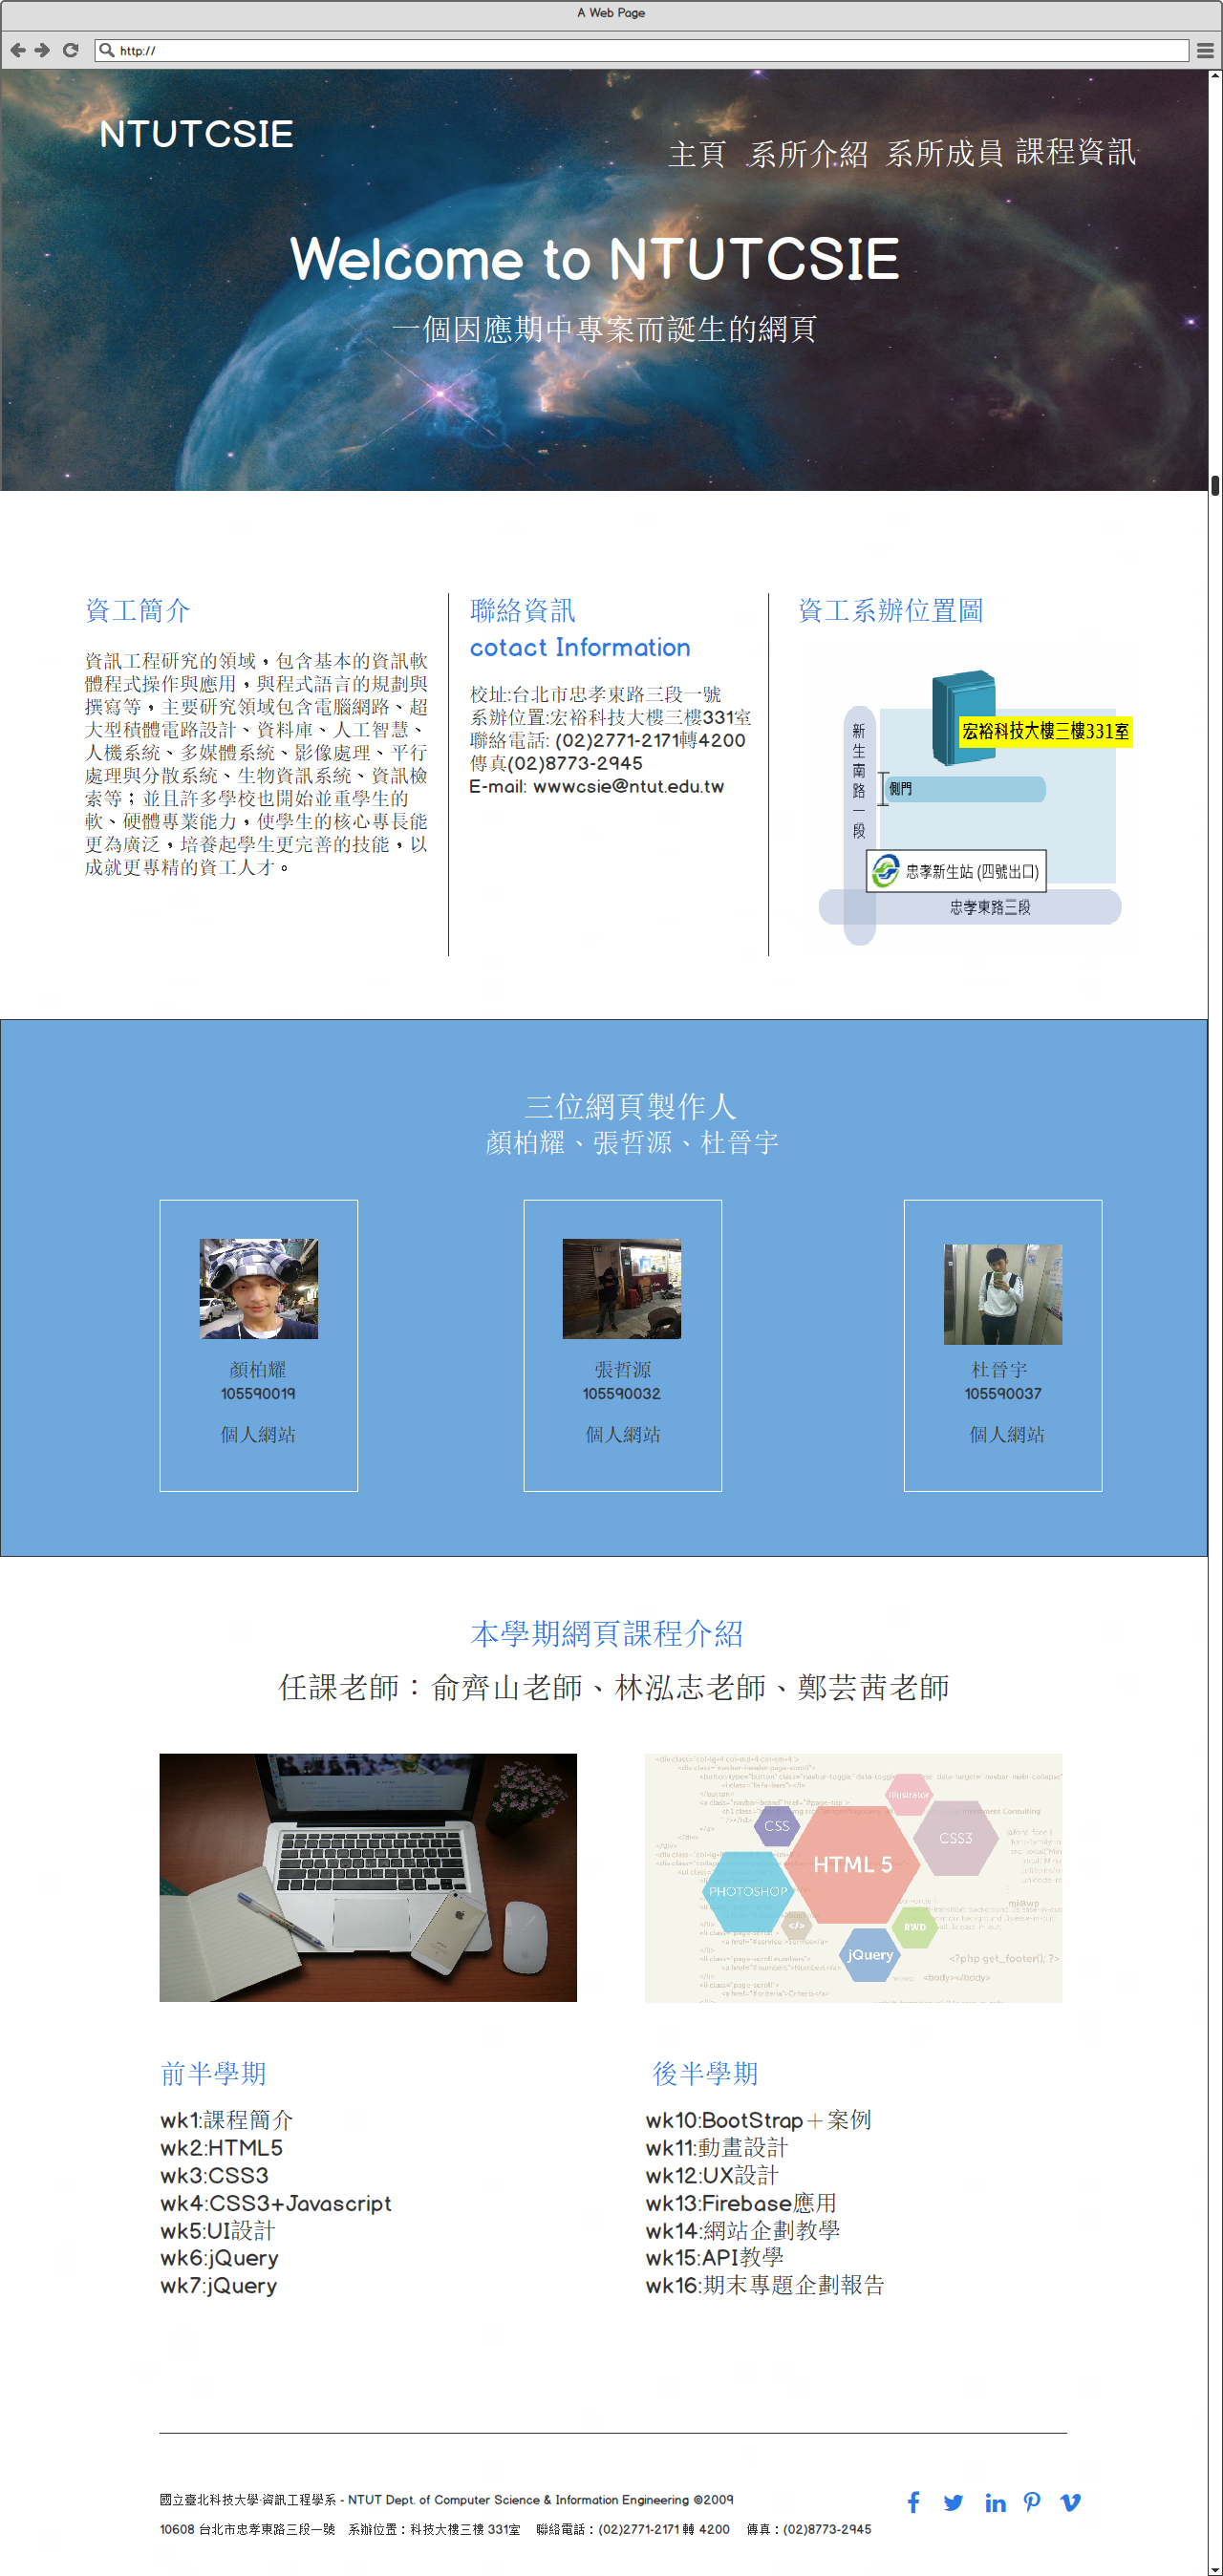 A Web Page
http://
NTUTCSIE
主頁 系所介紹 系所成員 課程資訊
Welcome to NTUTCSIE
一個因應期中專案而誕生的網頁
資工簡介
資訊工程研究的領域，包含基本的資訊軟
體程式操作與應用，與程式語言的規劃與
撰寫等，主要研究領域包含電腦網路、超
大型積體電路設計、資料庫、人工智慧、
人機系統、多媒體系統、影像處理、平行
處理與分散系統、生物資訊系統、資訊檢
索等；並且許多學校也開始並重學生的
軟、硬體專業能力，使學生的核心專長能
更為廣泛，培養起學生更完善的技能，以
成就更專精的資工人才。
聯絡資訊
cotact Information
校址:台北市忠孝東路三段一號
系辦位置:宏裕科技大樓三樓331室
聯絡電話: (02)2771-2171轉4200
傳真(02)8773-2945
E-mail: wwwcsie@ntut.edu.tw
資工系辦位置圖
宏裕科技大樓三樓331室
新生南路一段
側門
忠孝新生站 (四號出口)
忠孝東路三段
三位網頁製作人
顏柏耀、張哲源、杜晉宇
顏柏耀
105590019
個人網站
張哲源
105590032
個人網站
杜晉宇
105590037
個人網站
本學期網頁課程介紹
任課老師：俞齊山老師、林泓志老師、鄭芸茜老師
Illustrator
CSS
CSS3
HTML 5
PHOTOSHOP
</>
RWD
jQuery
<?php get_footer(); ?>
<body></body>
前半學期
wk1:課程簡介
wk2:HTML5
wk3:CSS3
wk4:CSS3+Javascript
wk5:UI設計
wk6:jQuery
wk7:jQuery
後半學期
wk10:BootStrap＋案例
wk11:動畫設計
wk12:UX設計
wk13:Firebase應用
wk14:網站企劃教學
wk15:API教學
wk16:期末專題企劃報告
國立臺北科技大學‧資訊工程學系 - NTUT Dept. of Computer Science & Information Engineering ©2009
10608 台北市忠孝東路三段一號 系辦位置：科技大樓三樓 331室 聯絡電話：(02)2771-2171 轉 4200 傳真：(02)8773-2945